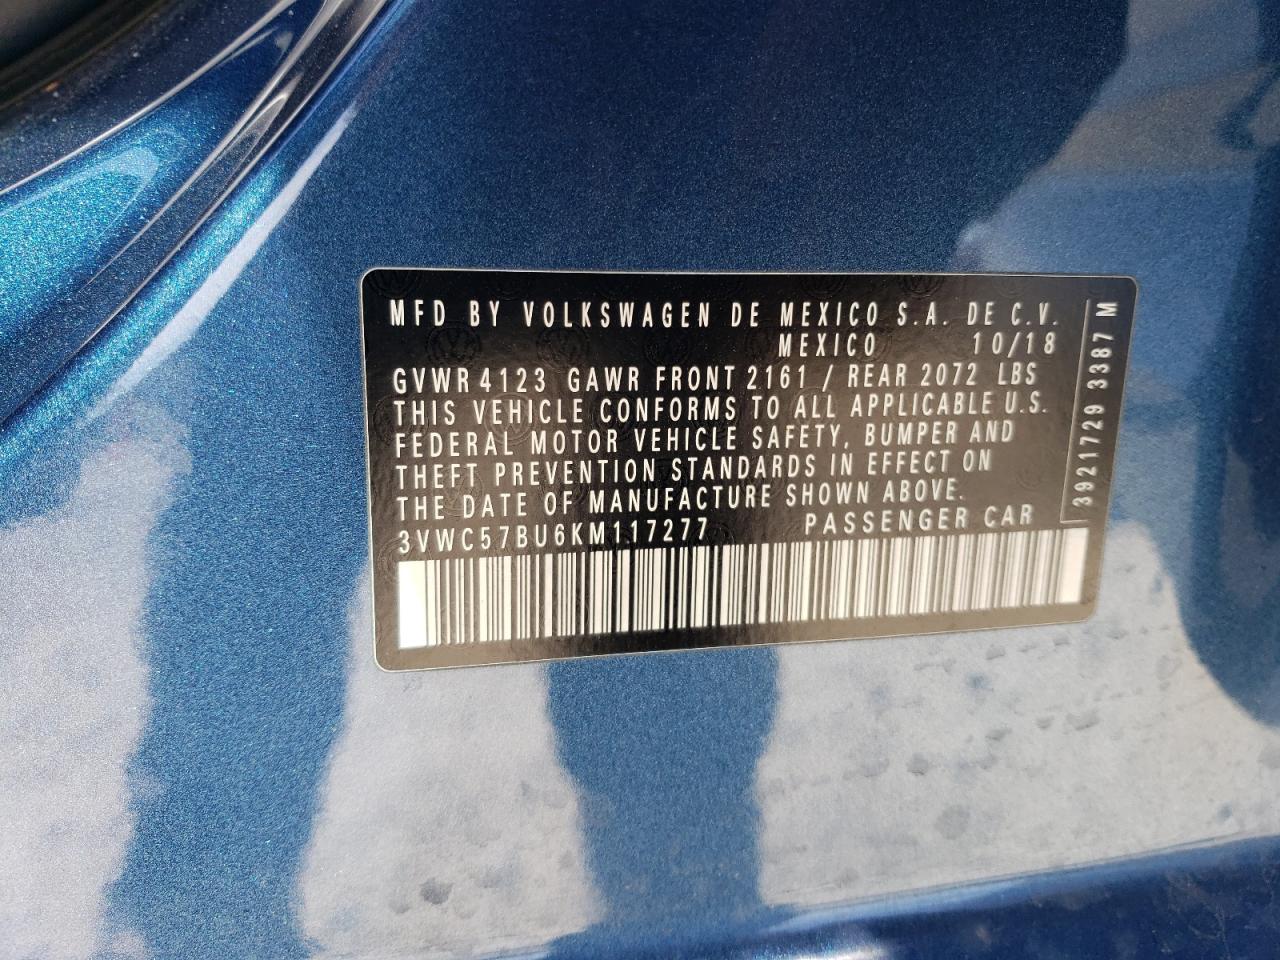 MFD BY VOLKSWAGEN DE MEXICO S.A. DE C.V.
MEXICO 10/18
GVWR 4123 GAWR FRONT 2161 / REAR 2072 LBS
THIS VEHICLE CONFORMS TO ALL APPLICABLE U.S.
FEDERAL MOTOR VEHICLE SAFETY, BUMPER AND
THEFT PREVENTION STANDARDS IN EFFECT ON
THE DATE OF MANUFACTURE SHOWN ABOVE.
3VWC57BU6KM117277 PASSENGER CAR
3921729 3387 M